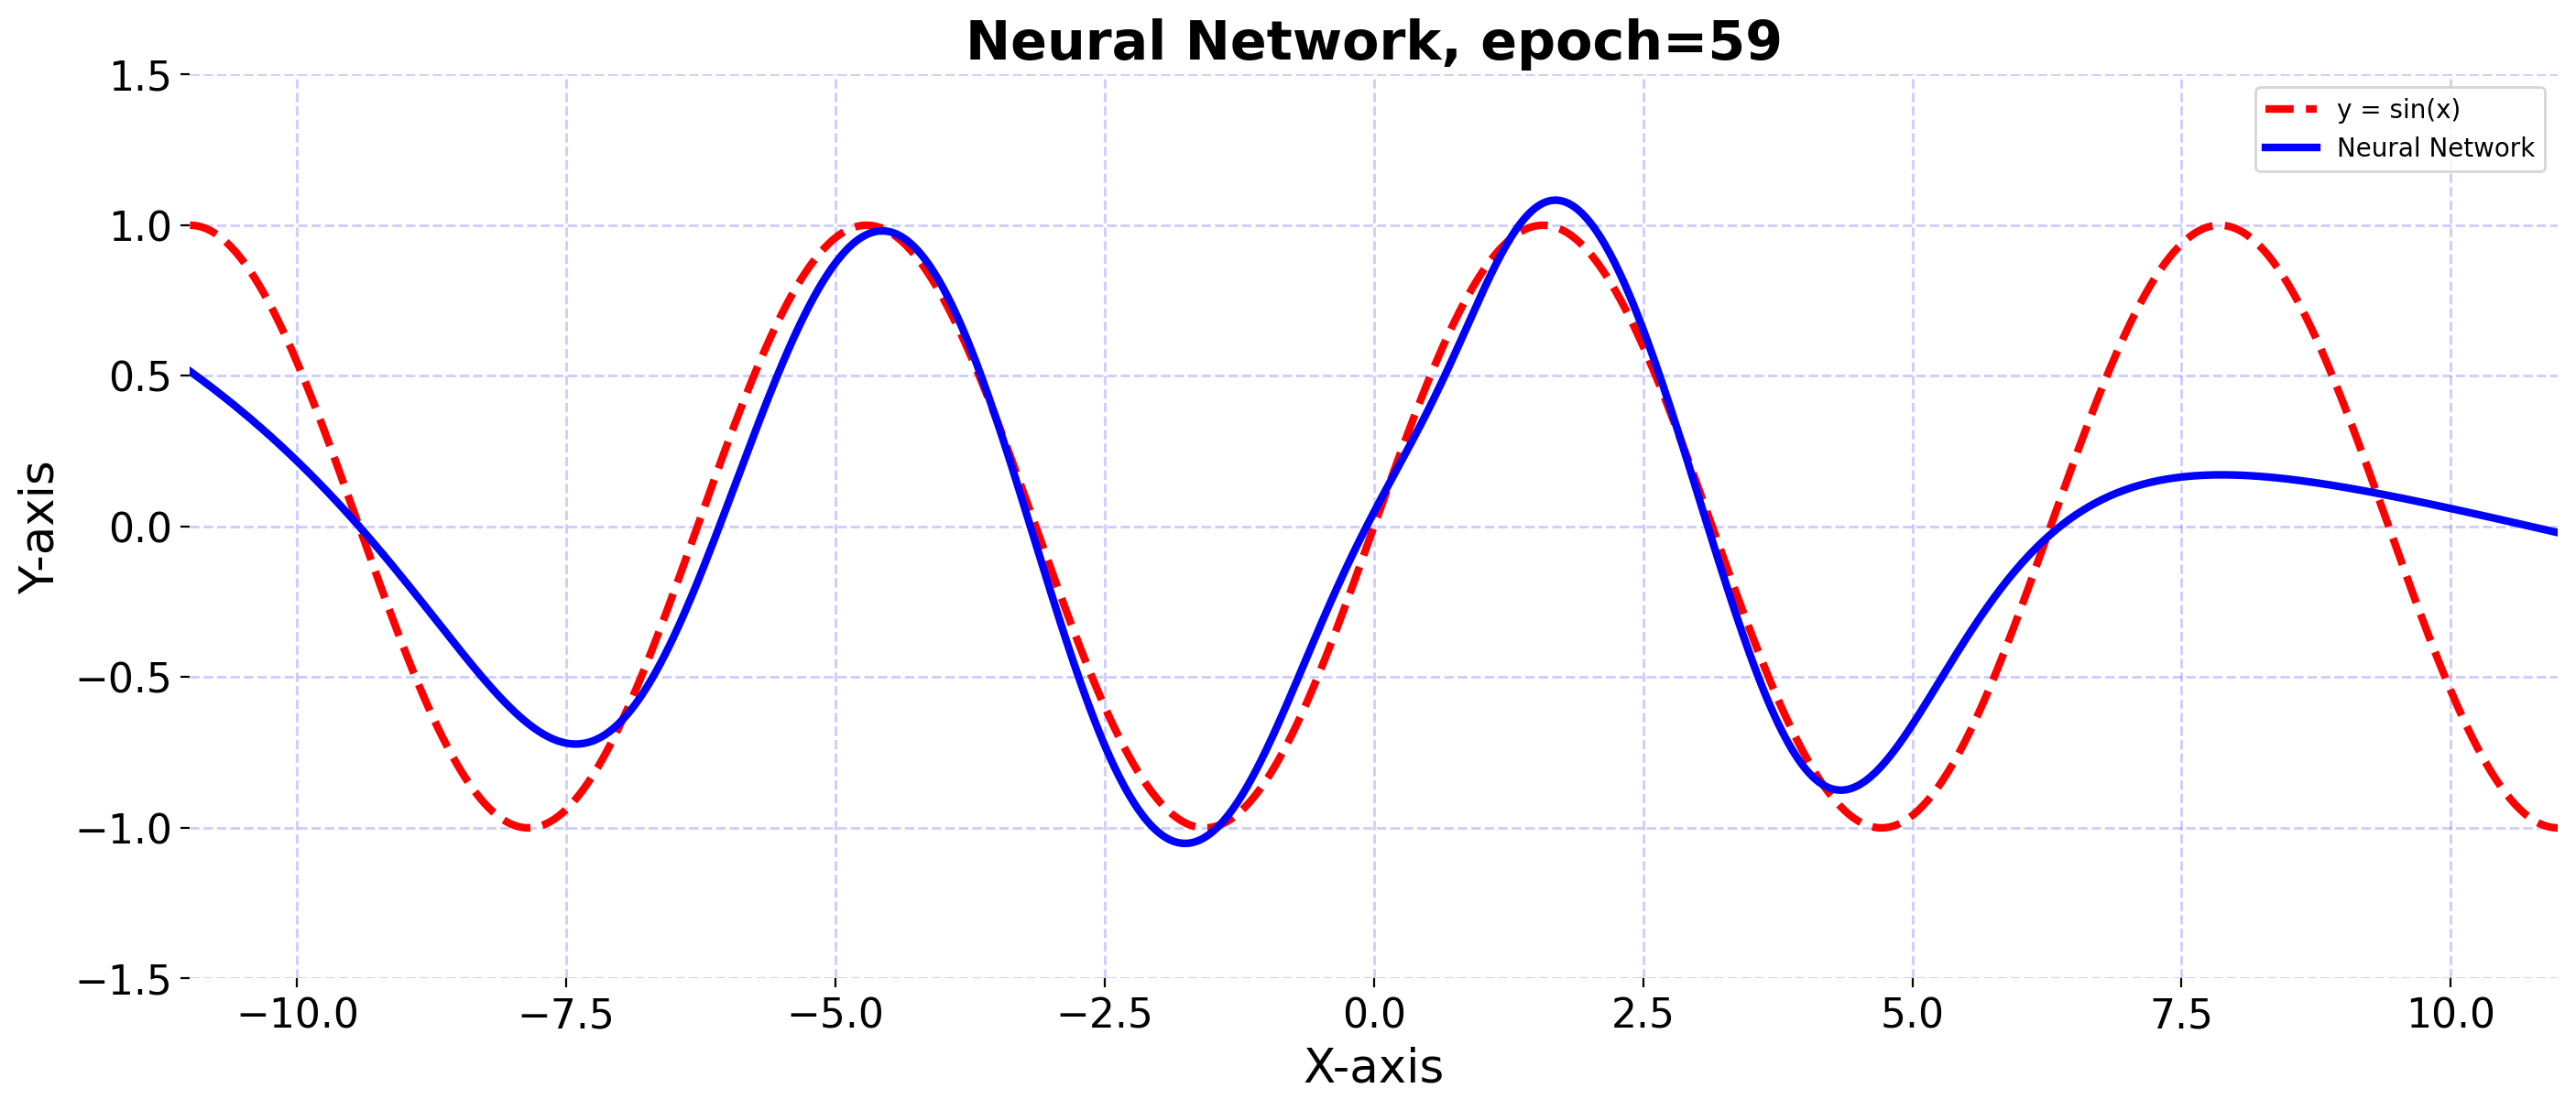 Neural Network, epoch=59
y = sin(x)
Neural Network
Y-axis
1.5
1.0
0.5
0.0
−0.5
−1.0
−1.5
−10.0 −7.5 −5.0 −2.5 0.0 2.5 5.0 7.5 10.0
X-axis